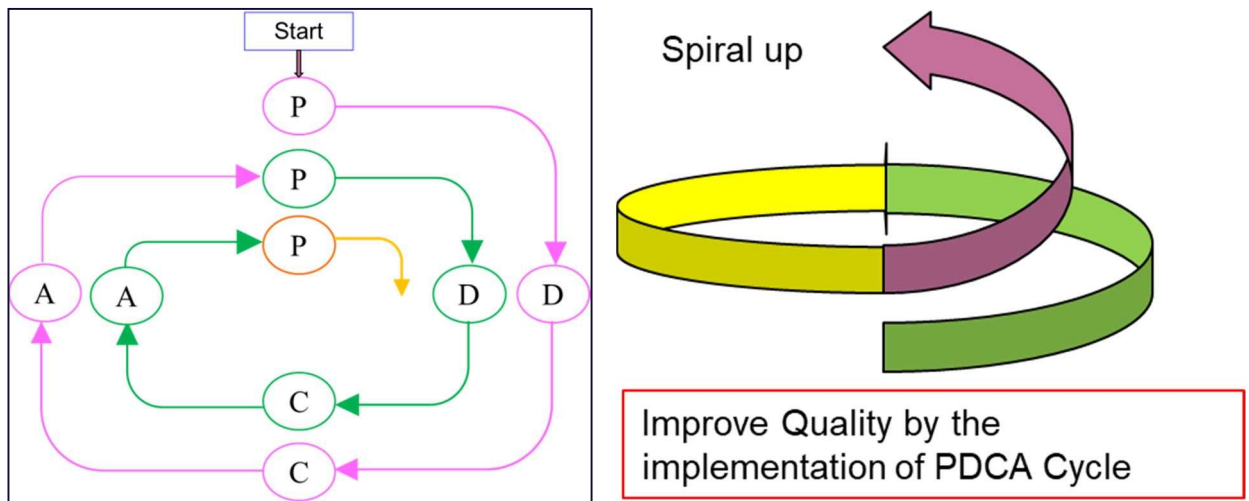 Start
P
P
P
A
A
D
D
C
C
Spiral up
Improve Quality by the
implementation of PDCA Cycle